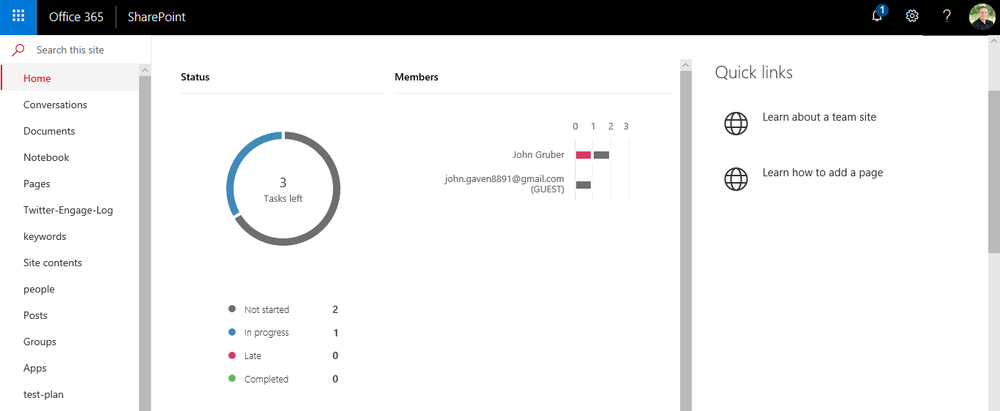 Office 365
SharePoint
1
?
Search this site
Home
Conversations
Documents
Notebook
Pages
Twitter-Engage-Log
keywords
Site contents
people
Posts
Groups
Apps
test-plan
Status
3
Tasks left
Not started 2
In progress 1
Late 0
Completed 0
Members
0 1 2 3
John Gruber
john.gaven8891@gmail.com
(GUEST)
Quick links
Learn about a team site
Learn how to add a page